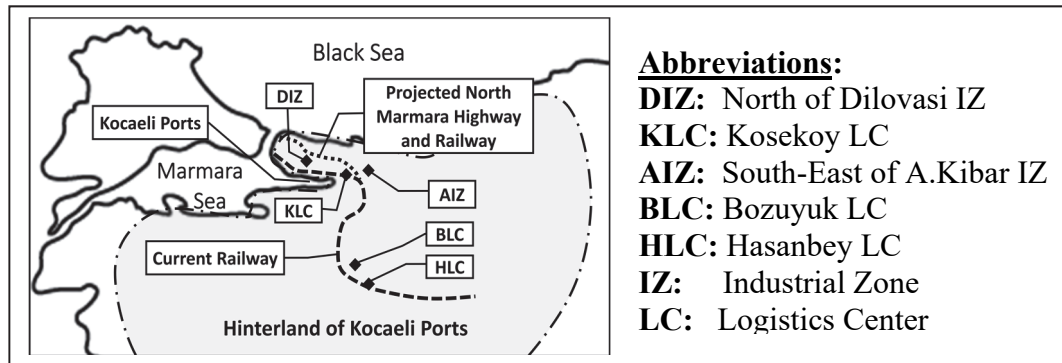 Black Sea
DIZ
Projected North
Marmara Highway
and Railway
Kocaeli Ports
Marmara
Sea
KLC
AIZ
BLC
Current Railway
HLC
Hinterland of Kocaeli Ports
Abbreviations:
DIZ: North of Dilovasi IZ
KLC: Kosekoy LC
AIZ: South-East of A.Kibar IZ
BLC: Bozuyuk LC
HLC: Hasanbey LC
IZ: Industrial Zone
LC: Logistics Center